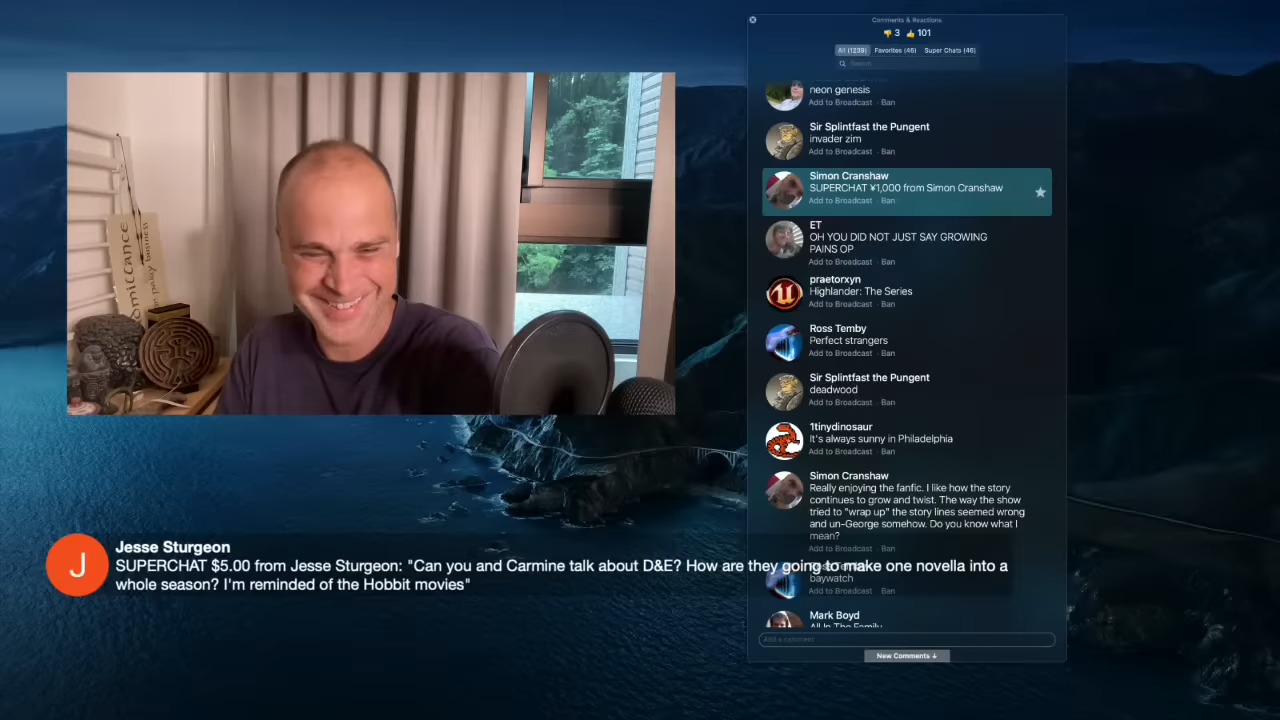 Comments & Reactions
👎 3 👍 101
All (1239) Favorites (46) Super Chats (46)
Search
neon genesis
Add to Broadcast · Ban
Sir Splintfast the Pungent
invader zim
Add to Broadcast · Ban
Simon Cranshaw
SUPERCHAT ¥1,000 from Simon Cranshaw
Add to Broadcast · Ban
ET
OH YOU DID NOT JUST SAY GROWING
PAINS OP
Add to Broadcast · Ban
praetorxyn
Highlander: The Series
Add to Broadcast · Ban
Ross Temby
Perfect strangers
Add to Broadcast · Ban
Sir Splintfast the Pungent
deadwood
Add to Broadcast · Ban
1tinydinosaur
It's always sunny in Philadelphia
Add to Broadcast · Ban
Simon Cranshaw
Really enjoying the fanfic. I like how the story
continues to grow and twist. The way the show
tried to "wrap up" the story lines seemed wrong
and un-George somehow. Do you know what I
mean?
Add to Broadcast · Ban
baywatch
Add to Broadcast · Ban
Mark Boyd
All In The Family
Add a comment
New Comments ↓
J
Jesse Sturgeon
SUPERCHAT $5.00 from Jesse Sturgeon: "Can you and Carmine talk about D&E? How are they going to make one novella into a
whole season? I'm reminded of the Hobbit movies"